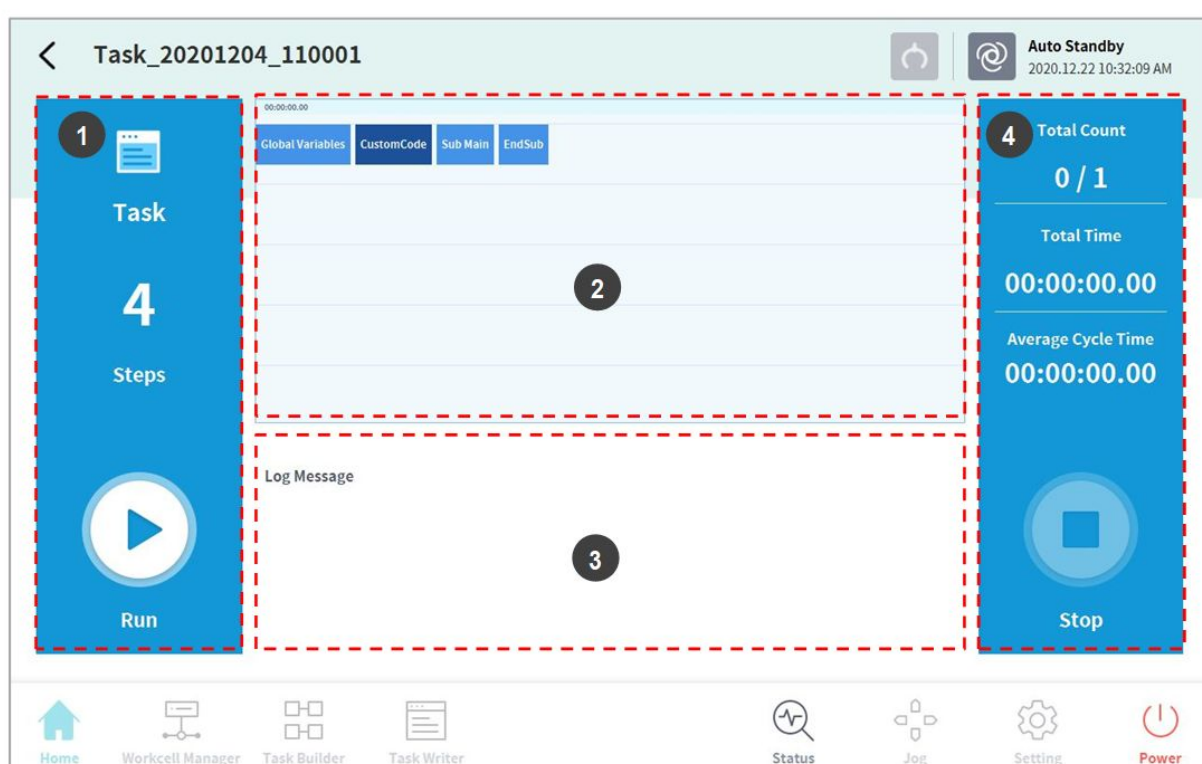 Task_20201204_110001
Auto Standby
2020.12.22 10:32:09 AM
1
Task
4
Steps
Run
00:00:00.00
Global Variables CustomCode Sub Main EndSub
2
Log Message
3
4
Total Count
0 / 1
Total Time
00:00:00.00
Average Cycle Time
00:00:00.00
Stop
Home Workcell Manager Task Builder Task Writer Status Jog Setting Power